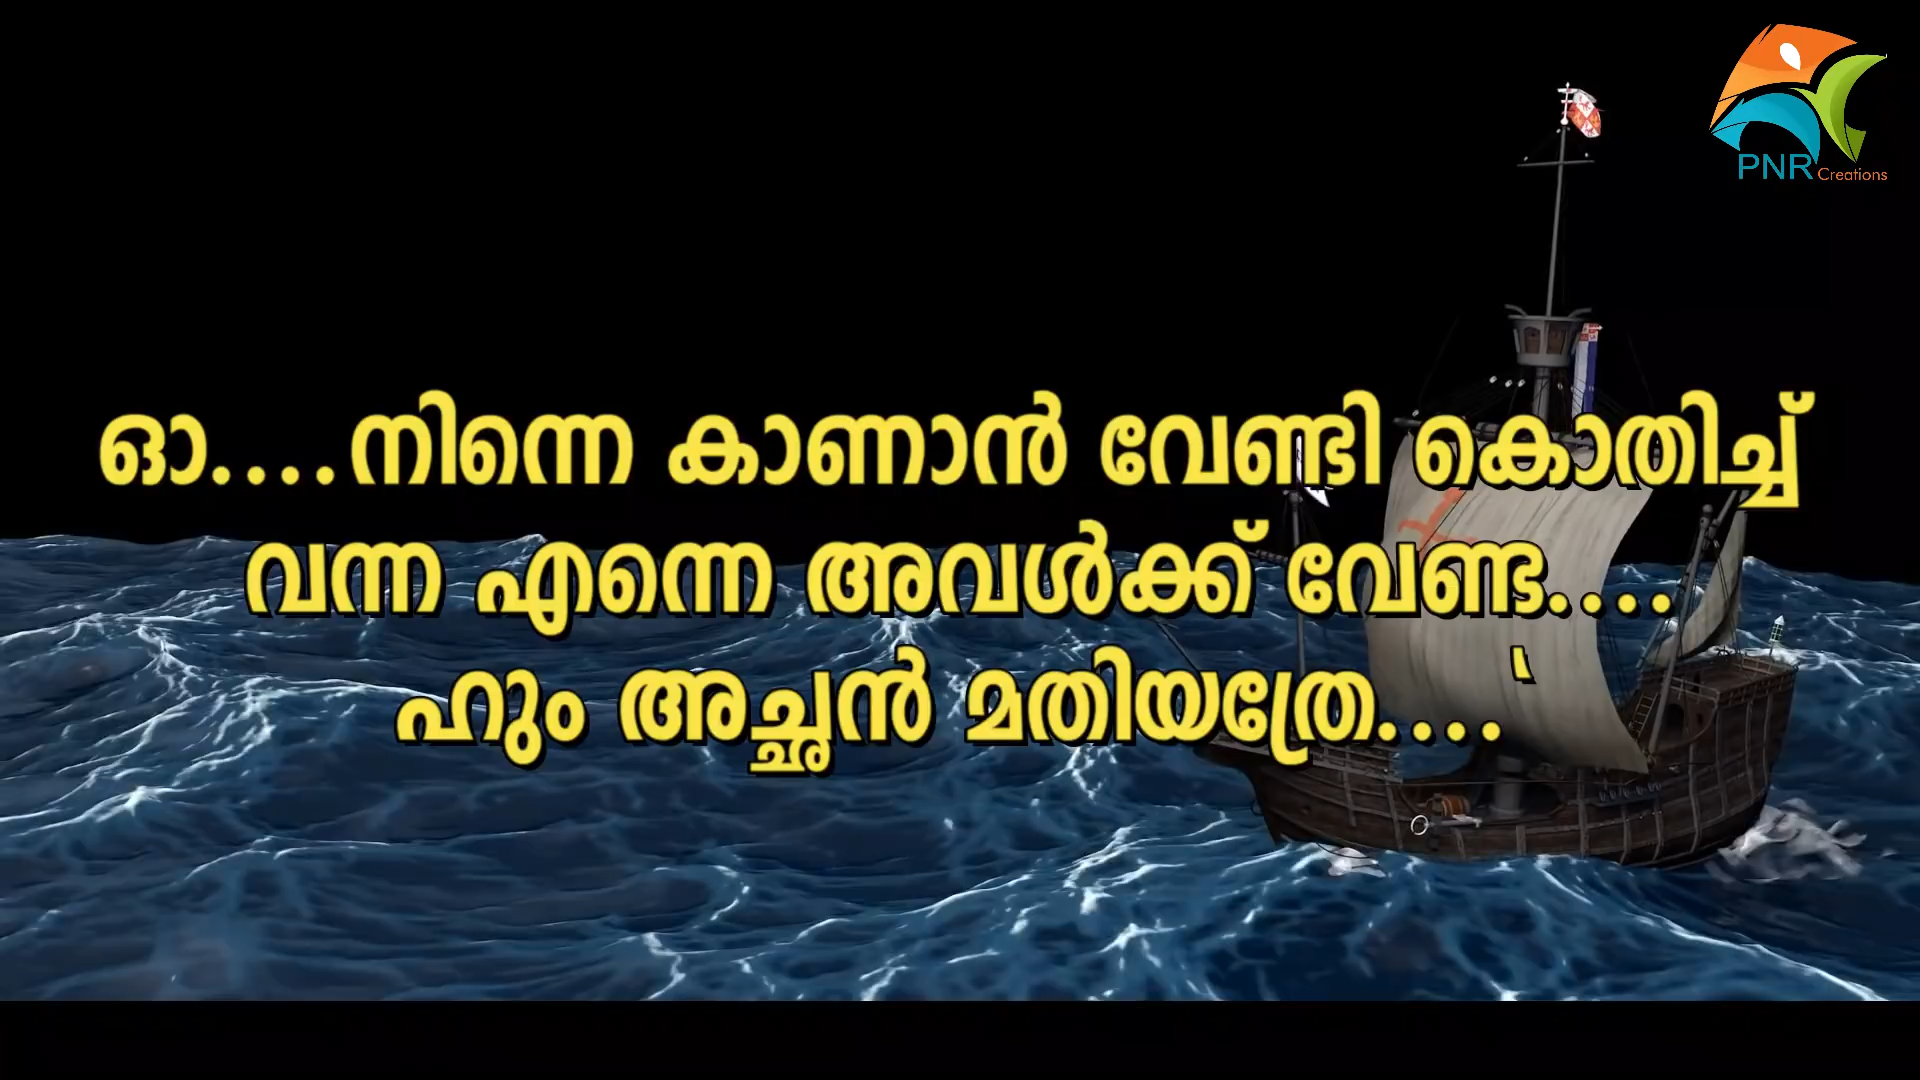 PNR Creations
ഓ....നിന്നെ കാണാൻ വേണ്ടി കൊതിച്ച്
വന്ന എന്നെ അവൾക്ക് വേണ്ട....
ഹും അച്ഛൻ മതിയത്രേ.... '